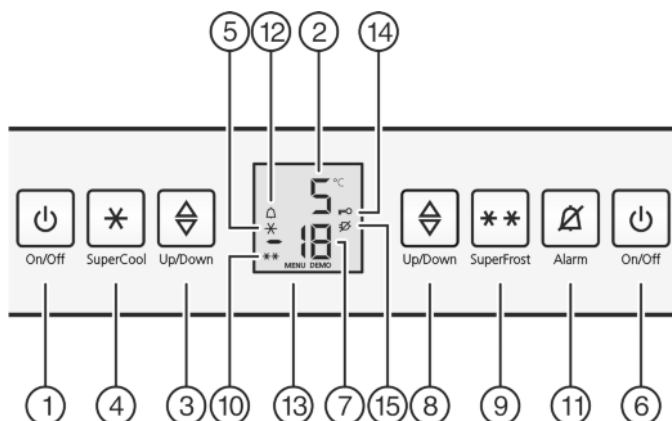 5 12 2 14
5 °C
18
MENU DEMO
On/Off SuperCool Up/Down Up/Down SuperFrost Alarm On/Off
1 4 3 10 13 7 15 8 9 11 6